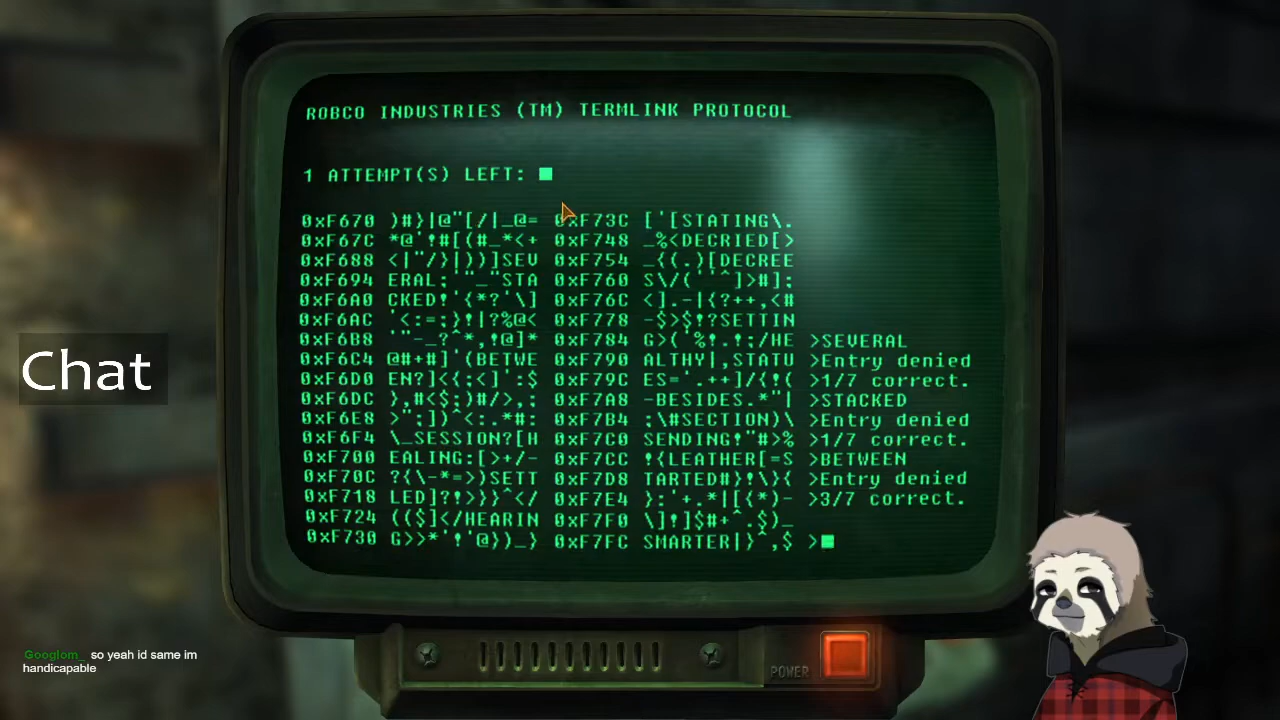 ROBCO INDUSTRIES (TM) TERMLINK PROTOCOL
1 ATTEMPT(S) LEFT:
0xF670 )#}|@"[/|_@= 0xF73C ['[STATING\.
0xF67C *@'!#[(#_*<+ 0xF748 _%<DECRIED[>
0xF688 <|"/}|))]SEV 0xF754 _{(.)[DECREE
0xF694 ERAL;'"_"STA 0xF760 S\/(''^]>#];
0xF6A0 CKED!'{*?'\] 0xF76C <].-|{?++,<#
0xF6AC '<:=;}!|?%@< 0xF778 -$>$!?SETTIN
0xF6B8 '"-_?^*,!@]* 0xF784 G>('%!.!;/HE >SEVERAL
0xF6C4 @#+#]'(BETWE 0xF790 ALTHY|,STATU >Entry denied
0xF6D0 EN?]<{;<]':$ 0xF79C ES='.++]/{!( >1/7 correct.
0xF6DC },#<$;)#/>,; 0xF7A8 -BESIDES.*"| >STACKED
0xF6E8 >";])^<:.*#: 0xF7B4 ;\#SECTION)\ >Entry denied
0xF6F4 \_SESSION?[H 0xF7C0 SENDING!"#>% >1/7 correct.
0xF700 EALING:[>+/- 0xF7CC !{LEATHER[=S >BETWEEN
0xF70C ?{\-*=>)SETT 0xF7D8 TARTED#}!\}{ >Entry denied
0xF718 LED]?!>}}^</ 0xF7E4 }:'+.*|[{*)- >3/7 correct.
0xF724 (($]</HEARIN 0xF7F0 \]!]$#+^.$)_
0xF730 G>>*'!'@})_} 0xF7FC SMARTER|}^,$ >
Chat
Googlom_ so yeah id same im
handicapable
POWER